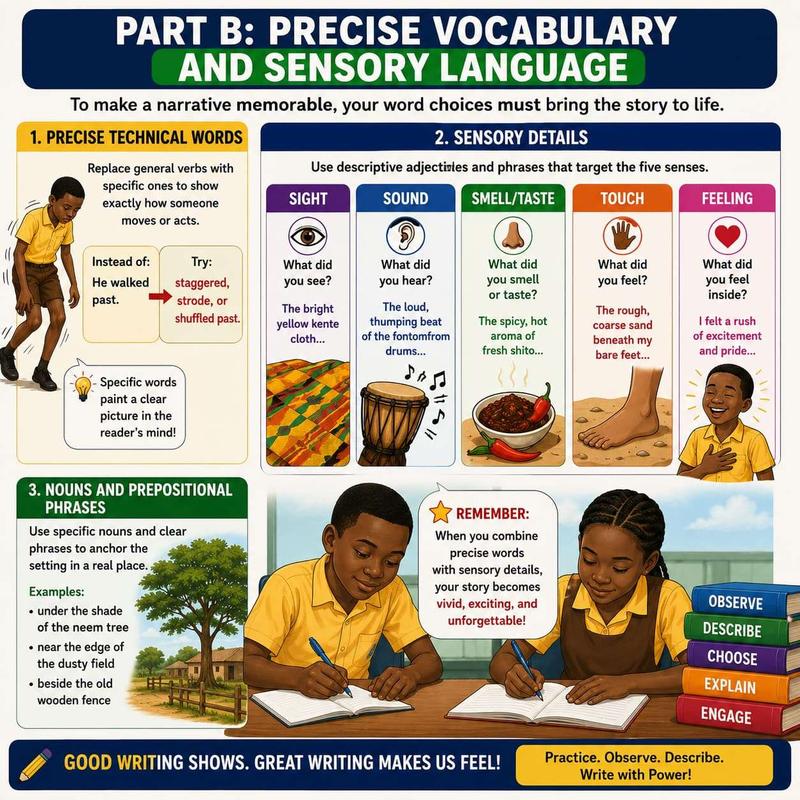 PART B: PRECISE VOCABULARY
AND SENSORY LANGUAGE
To make a narrative memorable, your word choices must bring the story to life.
1. PRECISE TECHNICAL WORDS
Replace general verbs with
specific ones to show
exactly how someone
moves or acts.
Instead of:
He walked
past.
Try:
staggered,
strode, or
shuffled past.
Specific words
paint a clear
picture in the
reader's mind!
2. SENSORY DETAILS
Use descriptive adjectives and phrases that target the five senses.
SIGHT
What did
you see?
The bright
yellow kente
cloth...
SOUND
What did
you hear?
The loud,
thumping beat
of the fontomfrom
drums...
SMELL/TASTE
What did
you smell
or taste?
The spicy, hot
aroma of
fresh shito...
TOUCH
What did
you feel?
The rough,
coarse sand
beneath my
bare feet...
FEELING
What did
you feel
inside?
I felt a rush
of excitement
and pride...
3. NOUNS AND PREPOSITIONAL
PHRASES
Use specific nouns and clear
phrases to anchor the
setting in a real place.
Examples:
• under the shade
of the neem tree
• near the edge of
the dusty field
• beside the old
wooden fence
REMEMBER:
When you combine
precise words
with sensory details,
your story becomes
vivid, exciting, and
unforgettable!
OBSERVE
DESCRIBE
CHOOSE
EXPLAIN
ENGAGE
GOOD WRITING SHOWS. GREAT WRITING MAKES US FEEL!
Practice. Observe. Describe.
Write with Power!